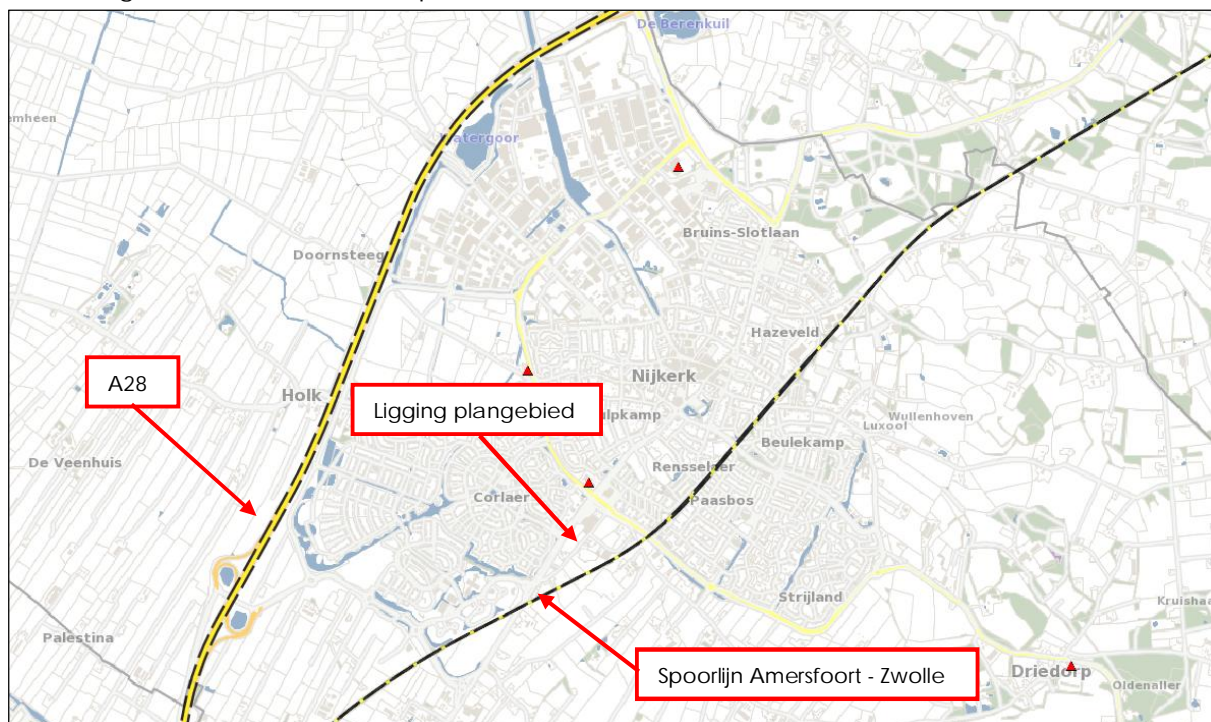 De Berenkuil
Watergoor
Bruins-Slotlaan
Doornsteeg
Hazeveld
A28
Nijkerk
Holk
Ligging plangebied
Wullenhoven
Luxool
Beulekamp
De Veenhuis
Rensselaer
Corlaer
Paasbos
Strijland
Palestina
Spoorlijn Amersfoort - Zwolle
Driedorp
Oldenaller